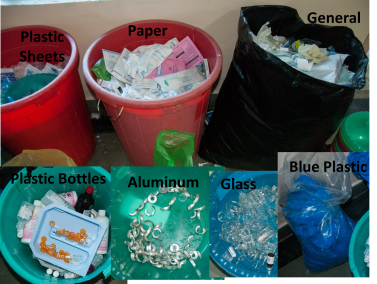 General
Paper
Plastic
Sheets
Plastic Bottles
Aluminum
Glass
Blue Plastic